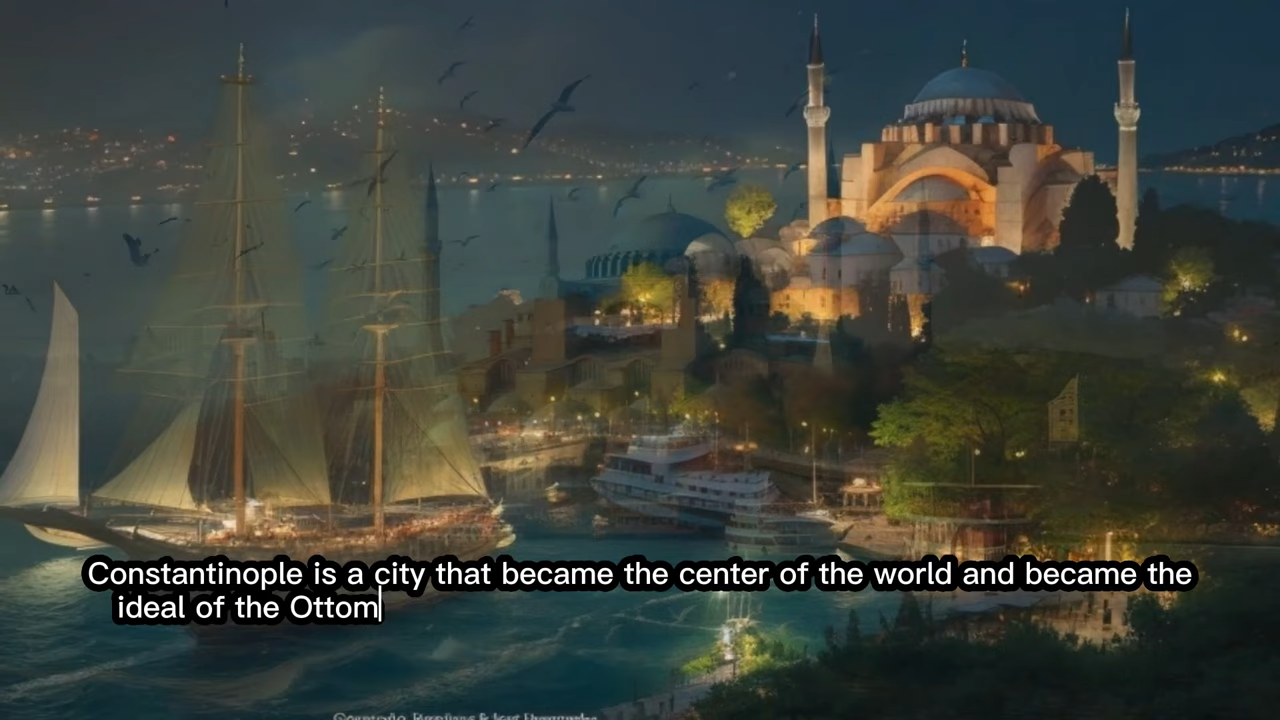 Constantinople is a city that became the center of the world and became the
ideal of the Ottom